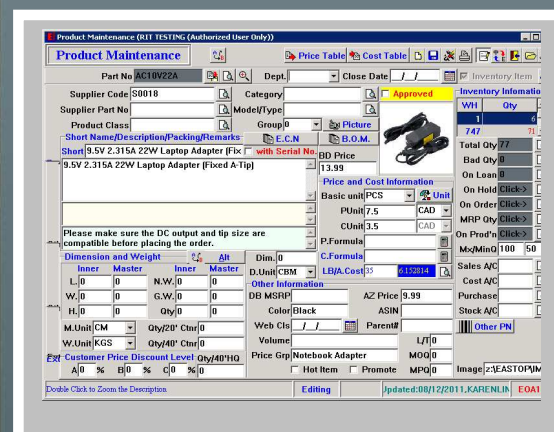 Product Maintenance (RIT TESTING (Authorized User Only))
Product Maintenance Price Table Cost Table
Part No AC10V22A Dept. Close Date _/_/ Inventory Item
Supplier Code S0018 Category Approved Inventory Infomatio
Supplier Part No Model/Type WH Qty
Product Class Group 0 Picture 1 6
Short Name/Description/Packing/Remarks E.C.N B.O.M. 747 71
Short 9.5V 2.315A 22W Laptop Adapter (Fix with Serial No. BD Price Total Qty 77
9.5V 2.315A 22W Laptop Adapter (Fixed A-Tip) 13.99 Bad Qty 0
Price and Cost Information On Loan 0
Basic unit PCS Unit On Hold Click->
PUnit 7.5 CAD On Order Click->
CUnit 3.5 CAD MRP Qty Click->
Please make sure the DC output and tip size are compatible before placing the order. P.Formula On Prod'n Click->
Dimension and Weight Alt Dim. 0 C.Formula Mx/MinQ 100 50
Inner Master Inner Master D.Unit CBM LB/A.Cost 35 6.152814 Sales A/C
L. 0 0 N.W. 0 0 Other Information Cost A/C
W. 0 0 G.W. 0 0 DB MSRP AZ Price 9.99 Purchase
H. 0 0 Qty 0 0 Color Black ASIN Stock A/C
M.Unit CM Qty/20' Ctnr 0 Web Cls _/_/ Parent# Other PN
W.Unit KGS Qty/40' Ctnr 0 Volume L/T 0
Ext Customer Price Discount Level Qty/40'HQ Price Grp Notebook Adapter MOQ 0
A 0 % B 0 % C 0 % 0 Hot Item Promote MPQ 0 Image z:\EASTOP\IM
Double Click to Zoom the Description Editing Updated:08/12/2011,KARENLIN EOA1